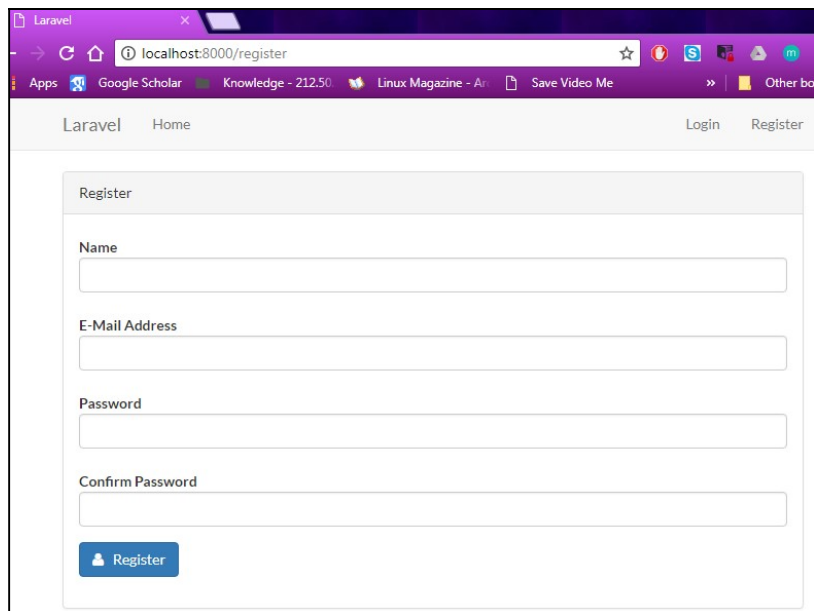 Laravel
localhost:8000/register
S
m
Apps Google Scholar Knowledge - 212.50. Linux Magazine - Ar Save Video Me » Other bo
Laravel Home Login Register
Register
Name
E-Mail Address
Password
Confirm Password
Register